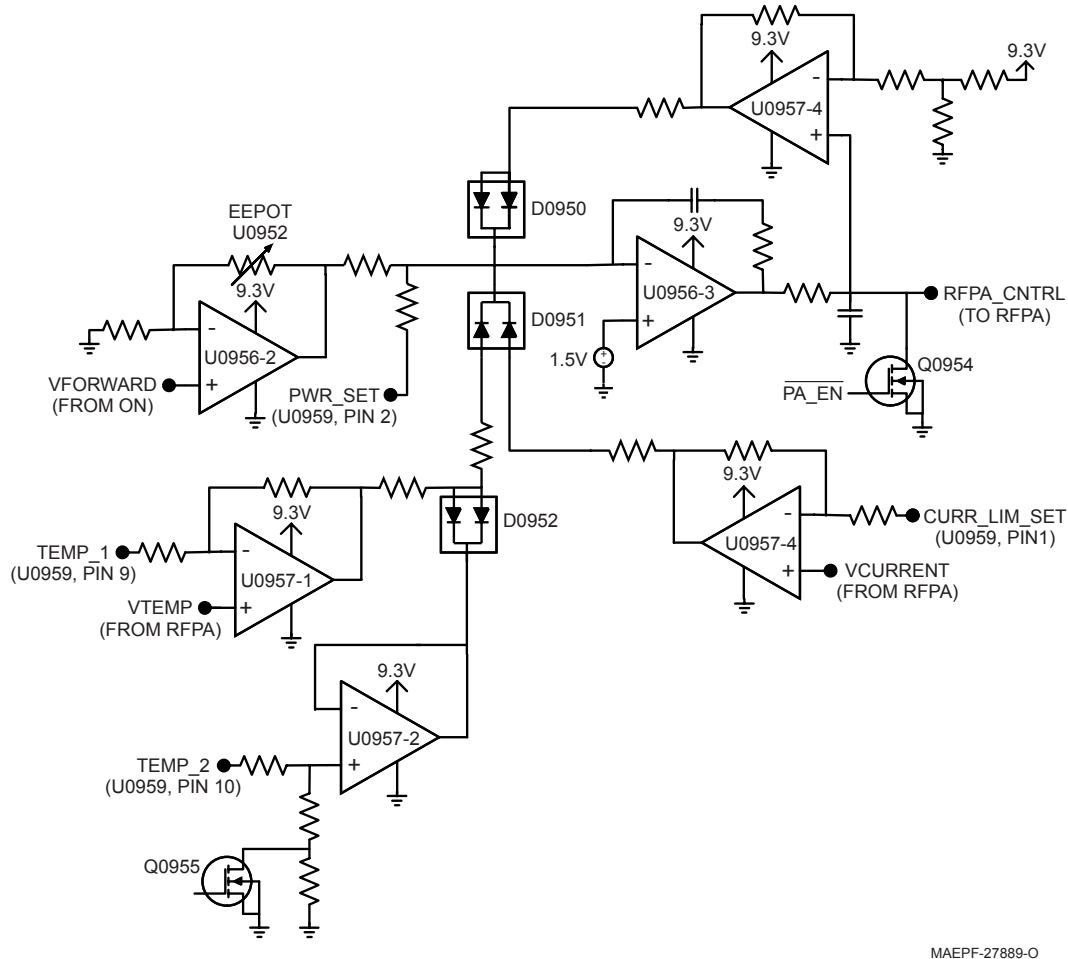 9.3V
9.3V
-
U0957-4
+
D0950
EEPOT
U0952
9.3V
-
U0956-2
+
VFORWARD
(FROM ON)
PWR_SET
(U0959, PIN 2)
9.3V
-
U0956-3
+
1.5V
+
-
D0951
RFPA_CNTRL
(TO RFPA)
Q0954
PA_EN
9.3V
-
U0957-4
+
CURR_LIM_SET
(U0959, PIN1)
VCURRENT
(FROM RFPA)
D0952
9.3V
TEMP_1
(U0959, PIN 9)
-
U0957-1
+
VTEMP
(FROM RFPA)
9.3V
-
U0957-2
+
TEMP_2
(U0959, PIN 10)
Q0955
MAEPF-27889-O